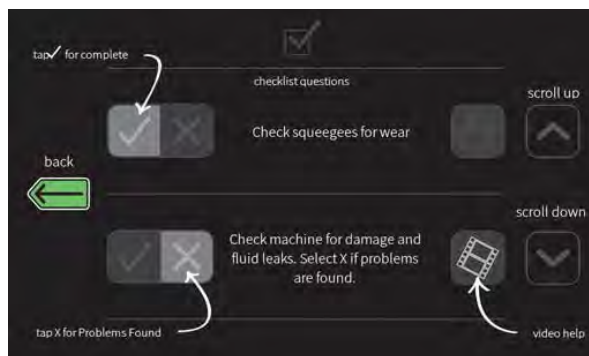 tap✓ for complete
checklist questions
scroll up
Check squeegees for wear
back
scroll down
Check machine for damage and
fluid leaks. Select X if problems
are found.
tap X for Problems Found
video help